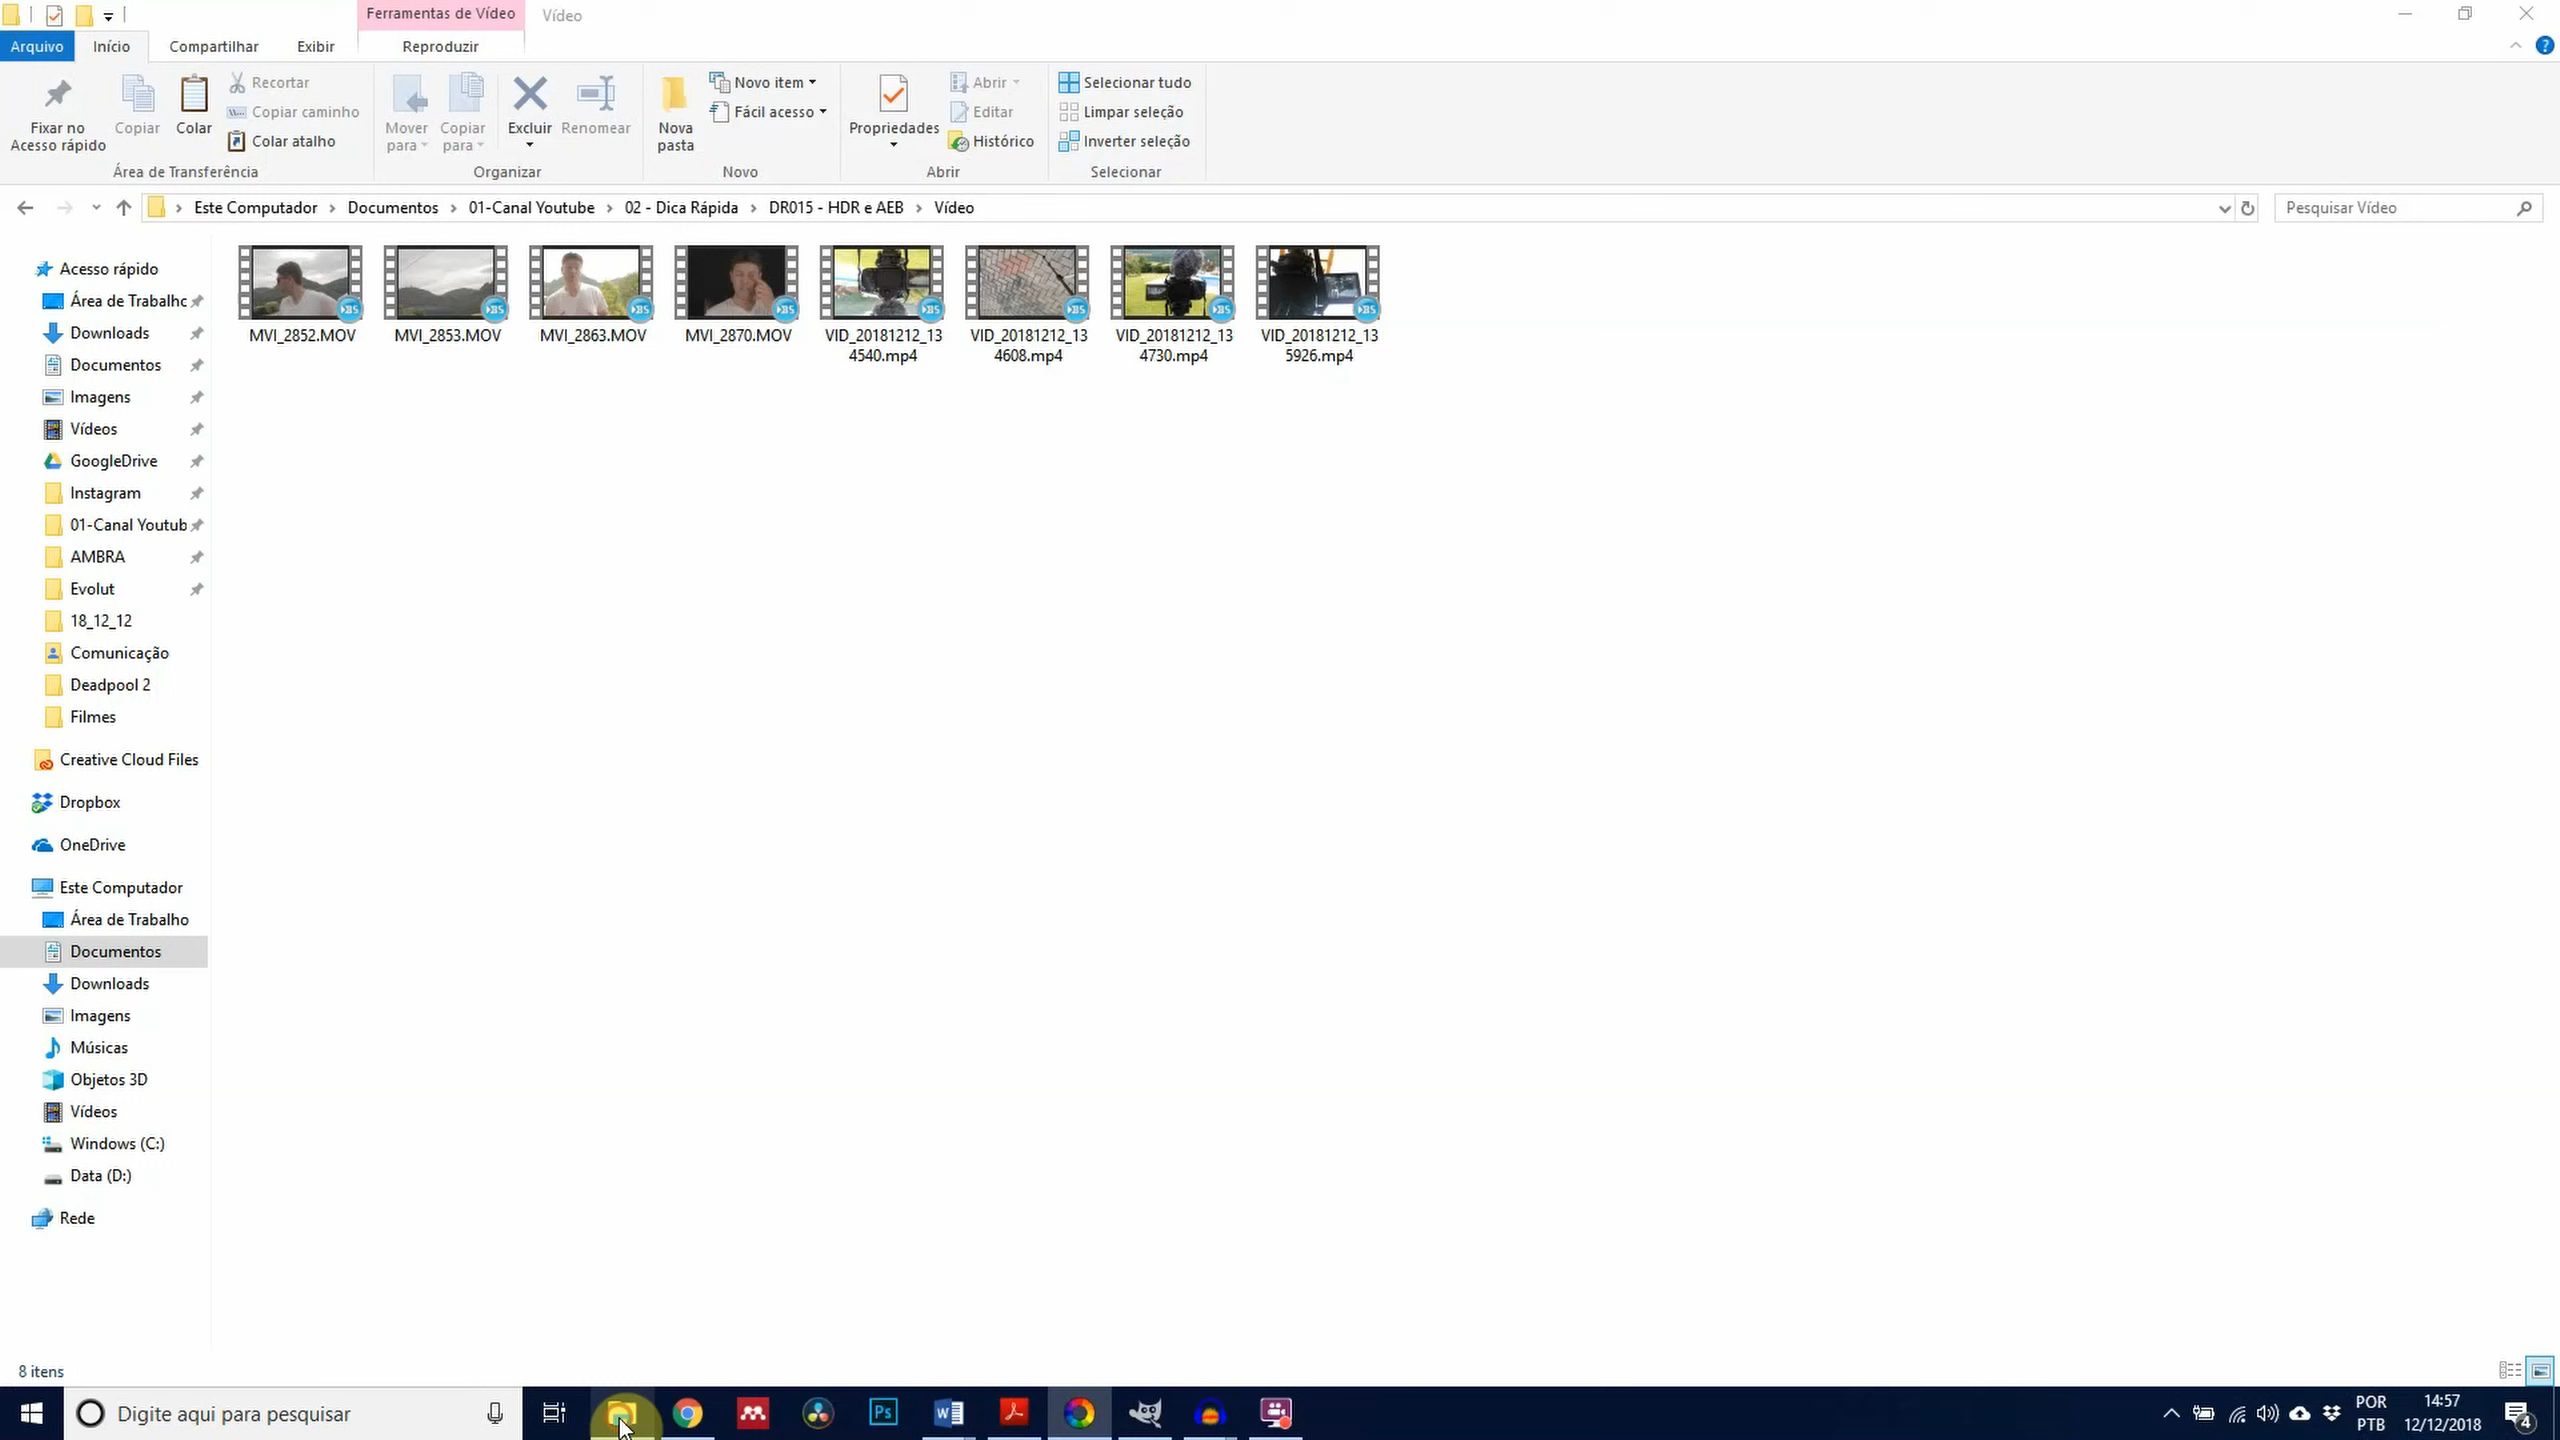 Ferramentas de Vídeo
Vídeo
Arquivo
Início
Compartilhar
Exibir
Reproduzir
Fixar no
Acesso rápido
Copiar
Colar
Recortar
Copiar caminho
Colar atalho
Área de Transferência
Mover
para
Copiar
para
Excluir
Renomear
Organizar
Nova
pasta
Novo item
Fácil acesso
Novo
Propriedades
Abrir
Editar
Histórico
Abrir
Selecionar tudo
Limpar seleção
Inverter seleção
Selecionar
Este Computador
Documentos
01-Canal Youtube
02 - Dica Rápida
DR015 - HDR e AEB
Vídeo
Pesquisar Vídeo
Acesso rápido
Área de Trabalhc
Downloads
Documentos
Imagens
Vídeos
GoogleDrive
Instagram
01-Canal Youtub
AMBRA
Evolut
18_12_12
Comunicação
Deadpool 2
Filmes
Creative Cloud Files
Dropbox
OneDrive
Este Computador
Área de Trabalho
Documentos
Downloads
Imagens
Músicas
Objetos 3D
Vídeos
Windows (C:)
Data (D:)
Rede
MVI_2852.MOV
MVI_2853.MOV
MVI_2863.MOV
MVI_2870.MOV
VID_20181212_13
4540.mp4
VID_20181212_13
4608.mp4
VID_20181212_13
4730.mp4
VID_20181212_13
5926.mp4
8 itens
Digite aqui para pesquisar
Ps
POR
PTB
14:57
12/12/2018
4